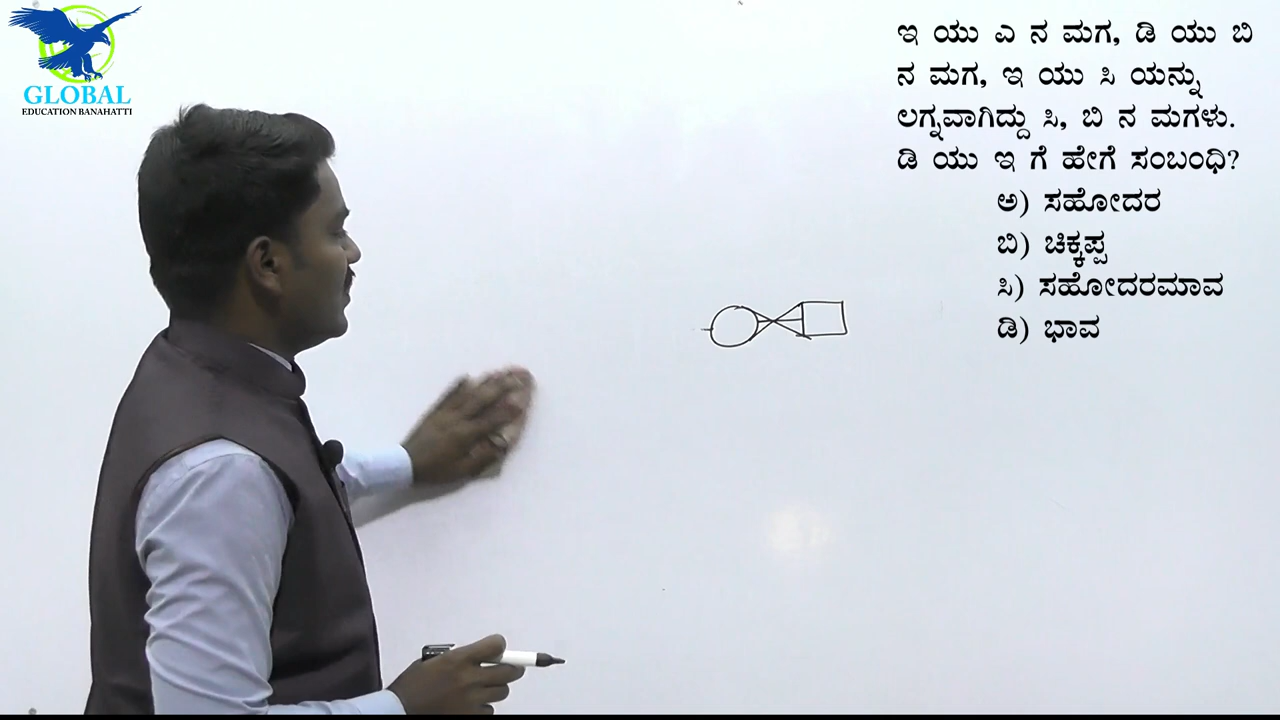 GLOBAL
EDUCATION BANAHATTI
ಇ ಯು ಎ ನ ಮಗ, ಡಿ ಯು ಬಿ
ನ ಮಗ, ಇ ಯು ಸಿ ಯನ್ನು
ಲಗ್ನವಾಗಿದ್ದು ಸಿ, ಬಿ ನ ಮಗಳು.
ಡಿ ಯು ಇ ಗೆ ಹೇಗೆ ಸಂಬಂಧಿ?
ಅ) ಸಹೋದರ
ಬಿ) ಚಿಕ್ಕಪ್ಪ
ಸಿ) ಸಹೋದರಮಾವ
ಡಿ) ಭಾವ